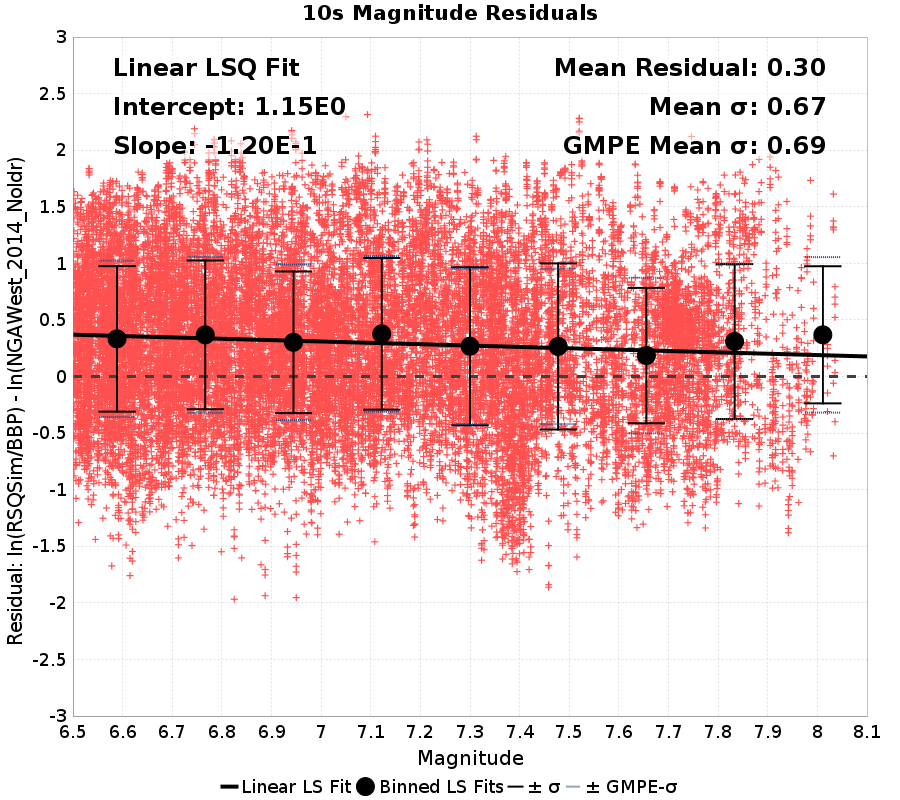 10s Magnitude Residuals
Linear LSQ Fit
Mean Residual: 0.30
Intercept: 1.15E0
Mean σ: 0.67
Slope: -1.20E-1
GMPE Mean σ: 0.69
Residual: ln(RSQSim/BBP) - ln(NGAWest_2014_NoIdr)
3
2.5
2
1.5
1
0.5
0
-0.5
-1
-1.5
-2
-2.5
-3
6.5 6.6 6.7 6.8 6.9 7 7.1 7.2 7.3 7.4 7.5 7.6 7.7 7.8 7.9 8 8.1
Magnitude
Linear LS Fit Binned LS Fits ± σ ± GMPE-σ